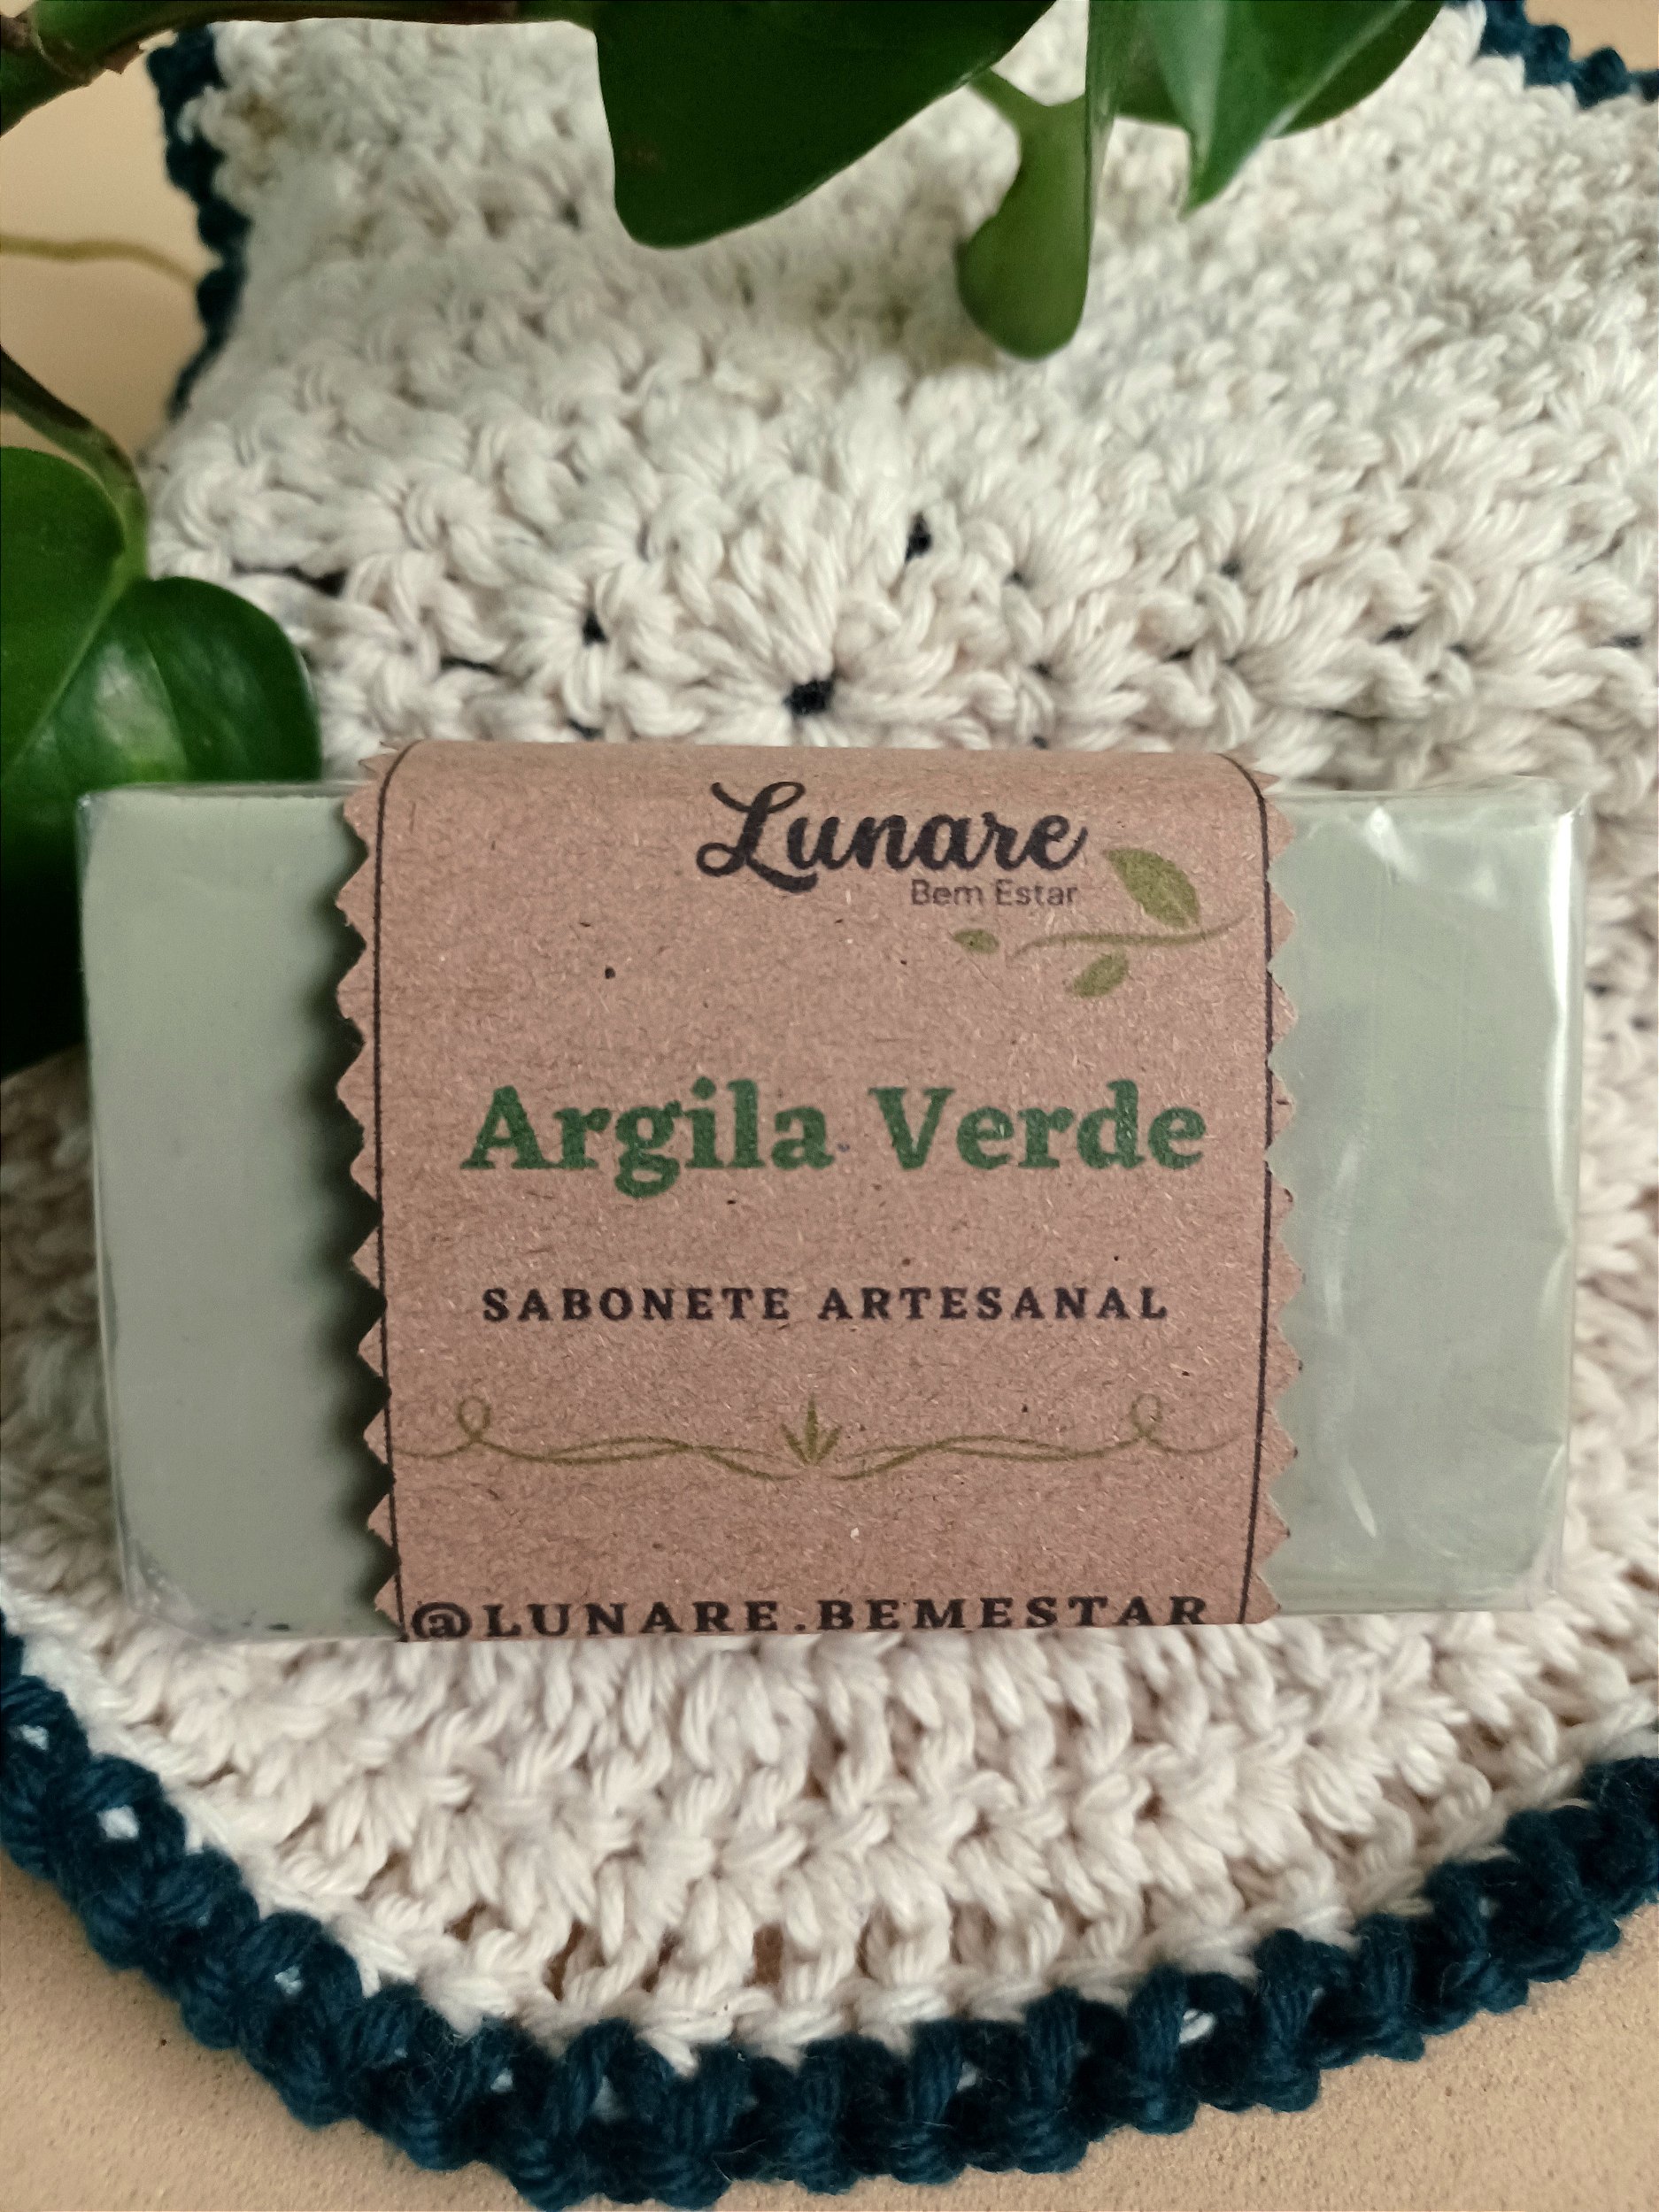 Lunare
Bem Estar
Argila Verde
SABONETE ARTESANAL
@LUNARE.BEMESTAR